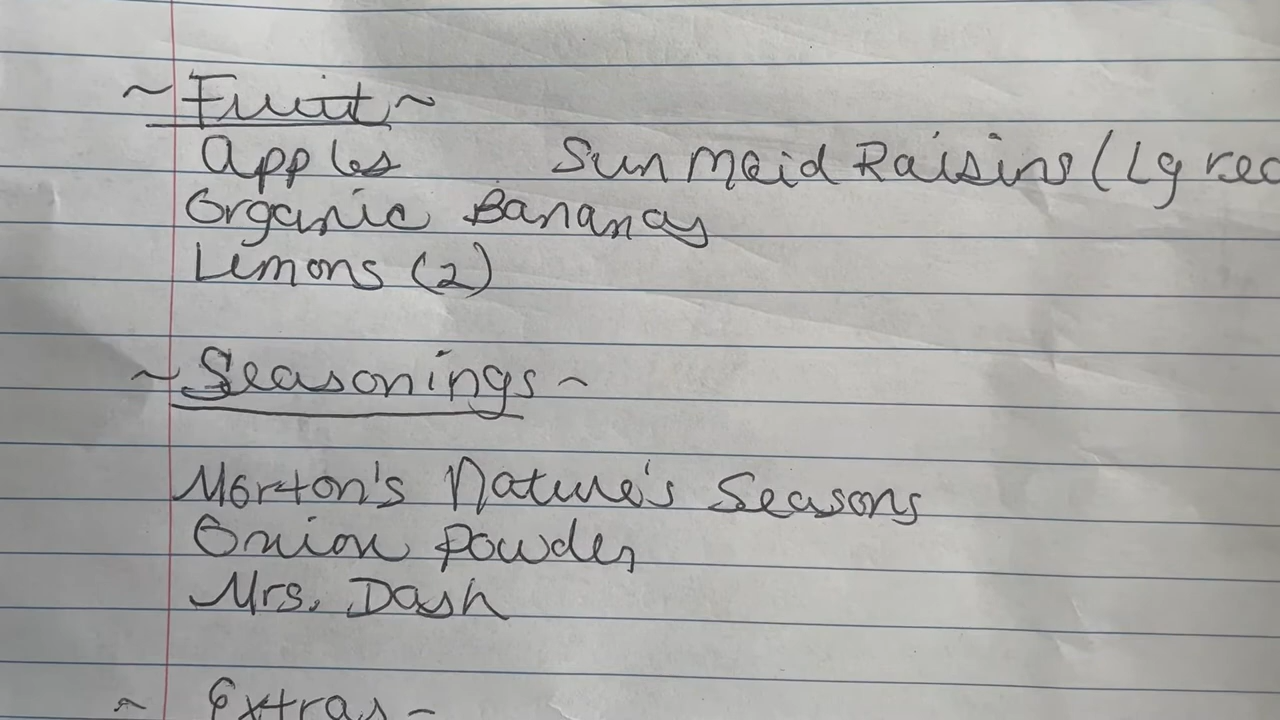 ~ Fruit ~
Apples Sun Maid Raisins (Lg
Organic Bananas
Lemons (2)
~ Seasonings ~
Morton's Nature's Seasons
Onion Powder
Mrs. Dash
~ Extras ~